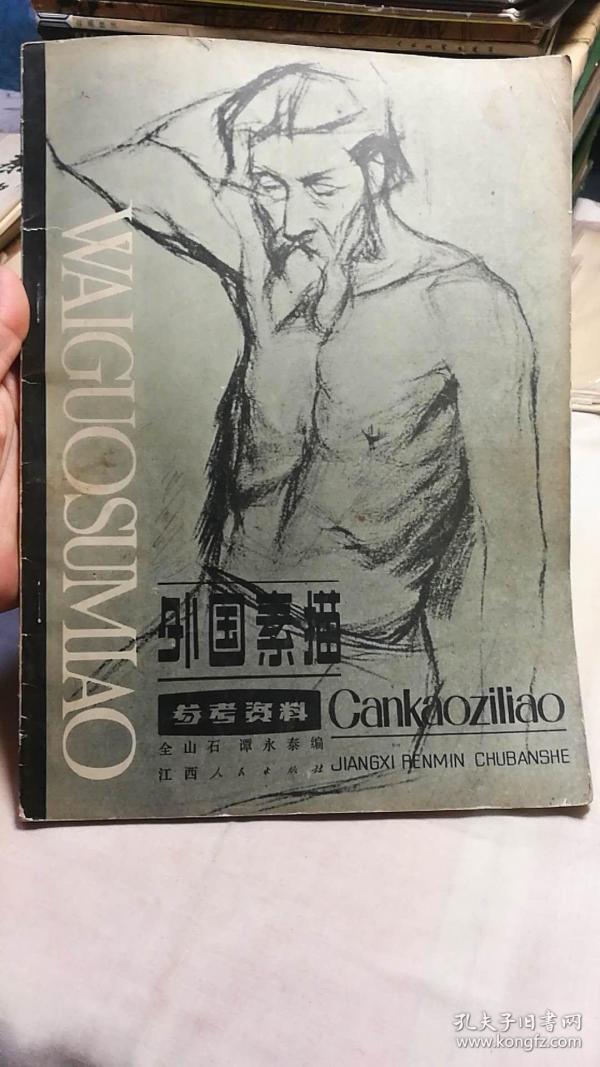 WAIGUOSUMIAO
外国素描
参考资料
Cankaoziliao
全山石 谭永泰编
江西人民出版社
JIANGXI RENMIN CHUBANSHE
孔夫子旧书网
www.kongfz.com